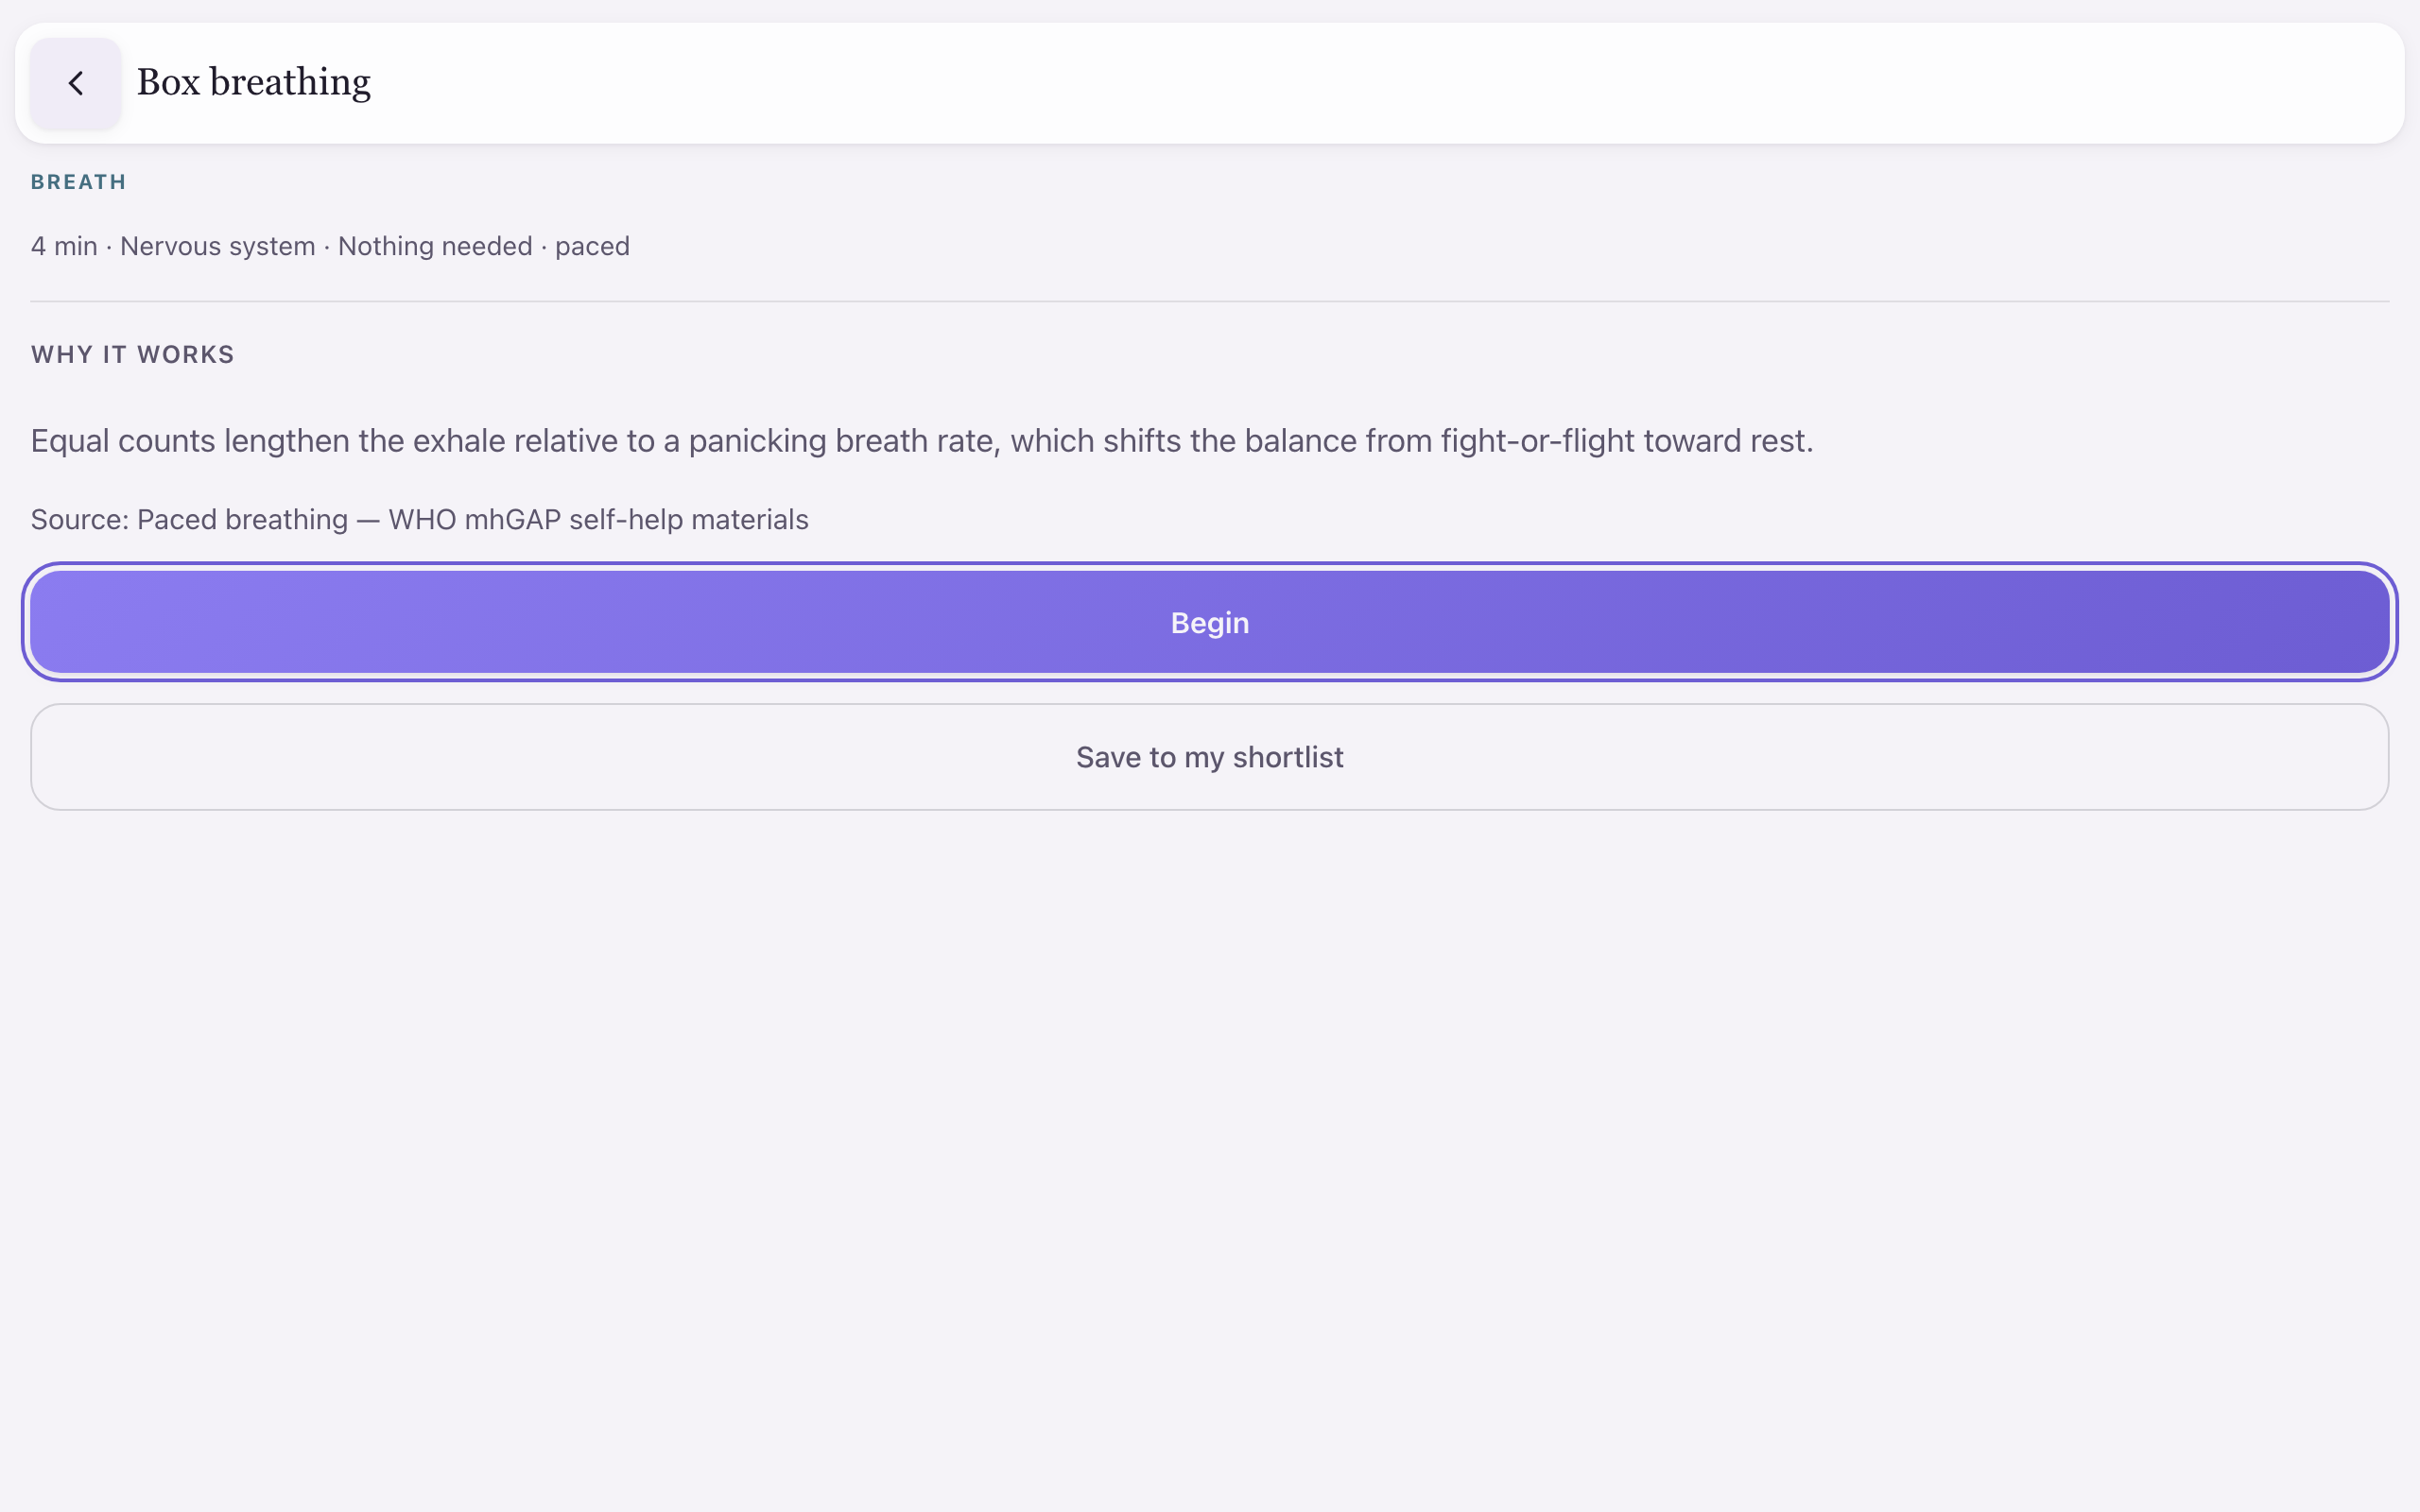 Box breathing
BREATH
4 min · Nervous system · Nothing needed · paced
WHY IT WORKS
Equal counts lengthen the exhale relative to a panicking breath rate, which shifts the balance from fight-or-flight toward rest.
Source: Paced breathing — WHO mhGAP self-help materials
Begin
Save to my shortlist